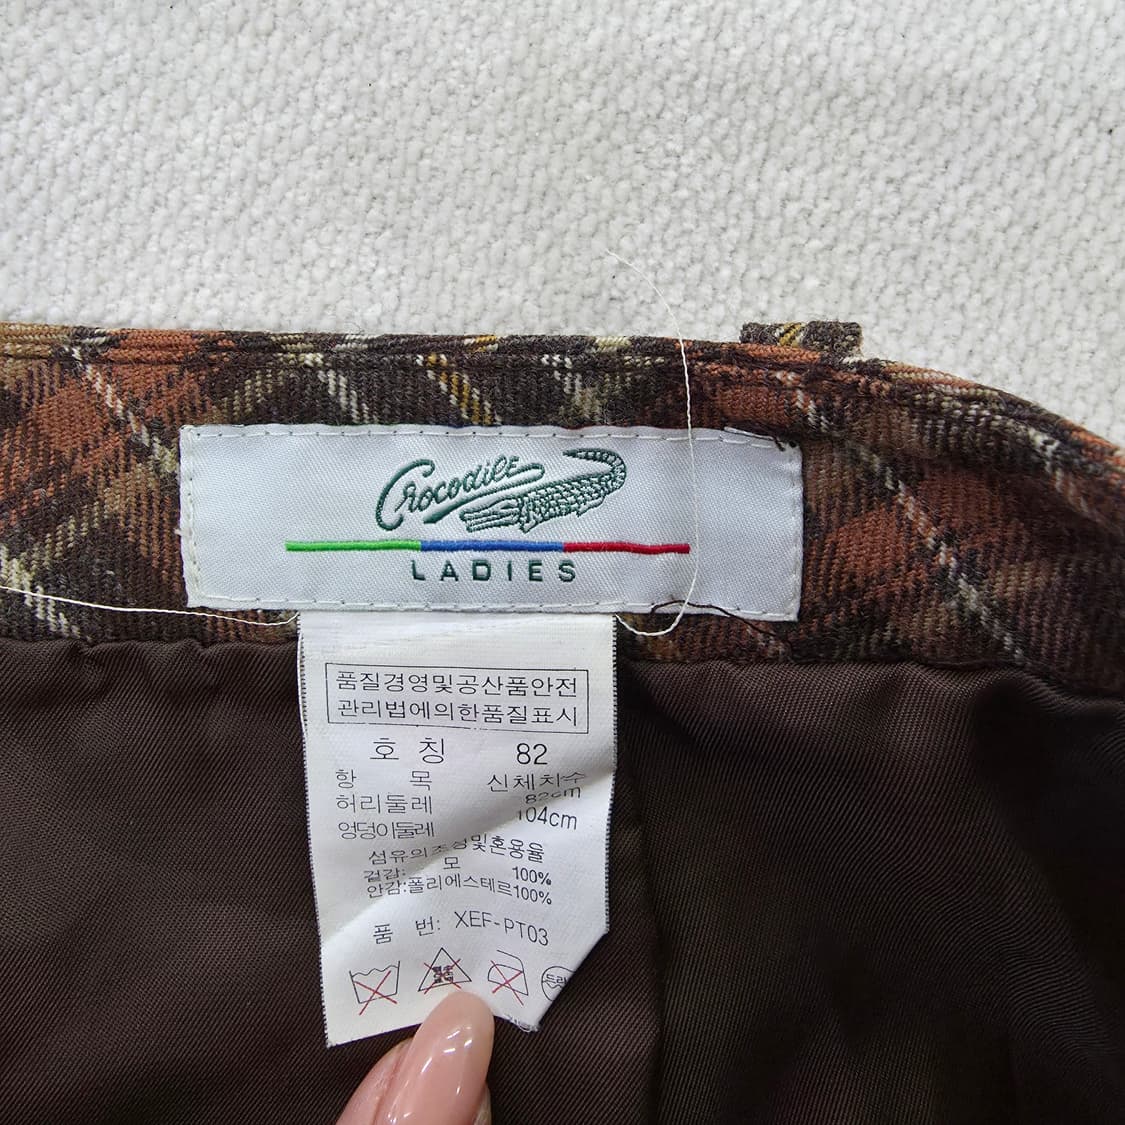 Crocodile
LADIES
품질경영및공산품안전
관리법에의한품질표시
호 칭 82
항 목 신체치수
허리둘레 82cm
엉덩이둘레 104cm
섬유의조성및혼용율
겉감: 모 100%
안감:폴리에스테르100%
품 번: XEF-PT03